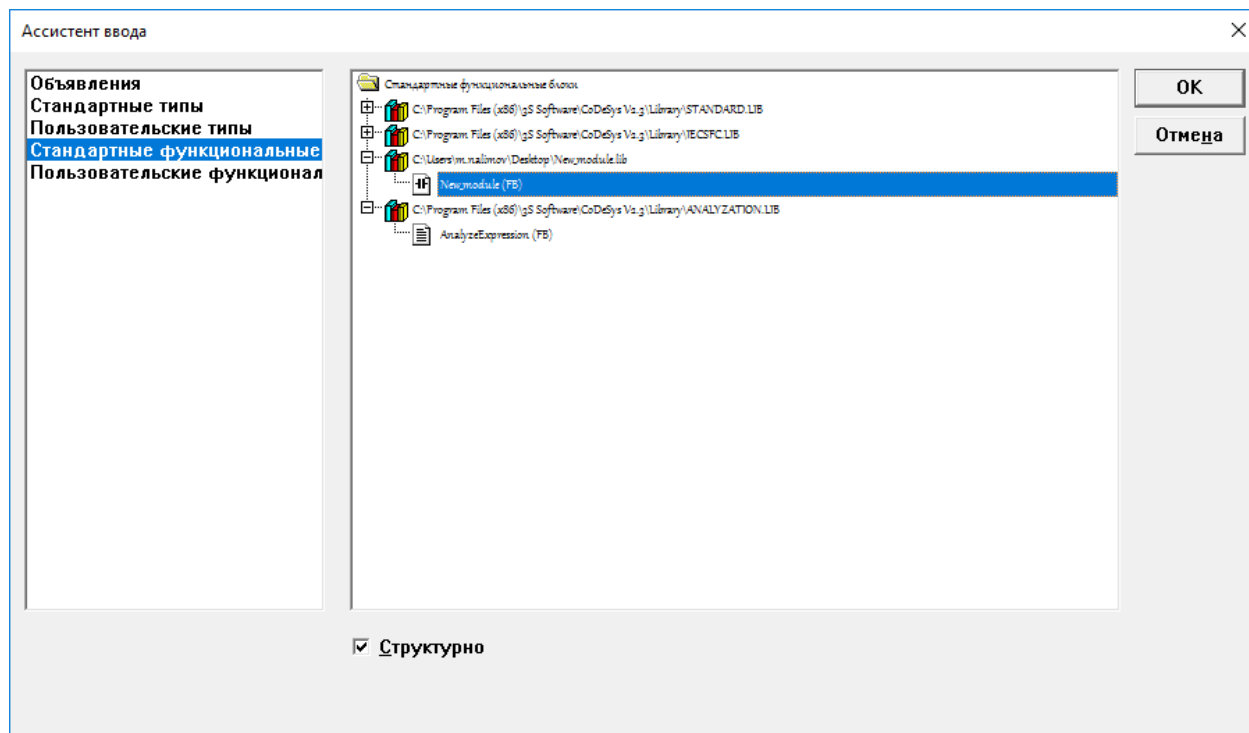 Ассистент ввода
Объявления
Стандартные типы
Пользовательские типы
Стандартные функциональные
Пользовательские функционал
Стандартные функциональные блоки
C:\Program Files (x86)\3S Software\CoDeSys V2.3\Library\STANDARD.LIB
C:\Program Files (x86)\3S Software\CoDeSys V2.3\Library\IECSFC.LIB
C:\Users\m.nalimov\Desktop\New_module.lib
New_module (FB)
C:\Program Files (x86)\3S Software\CoDeSys V2.3\Library\ANALYZATION.LIB
AnalyzeExpression (FB)
OK
Отмена
Структурно